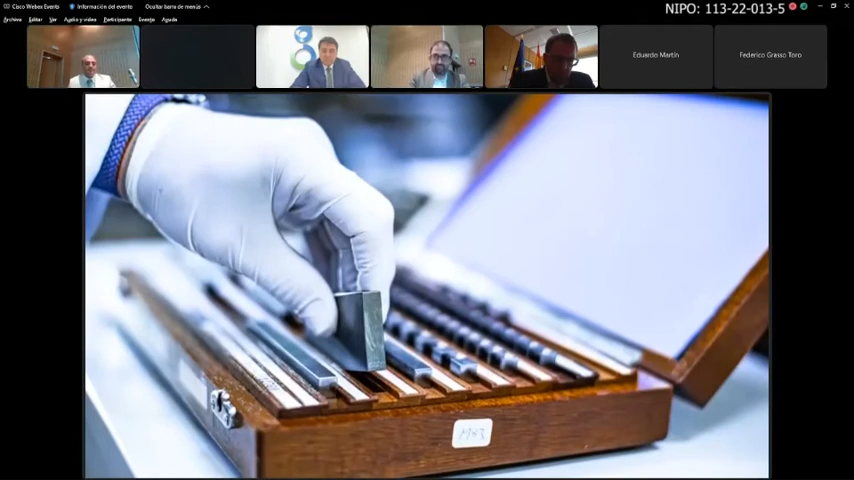 Cisco Webex Events
Información del evento
Ocultar barra de menús
NIPO: 113-22-013-5
Archivo Editar Ver Audio y vídeo Participante Evento Ayuda
Eduardo Martín
Federico Grasso Toro